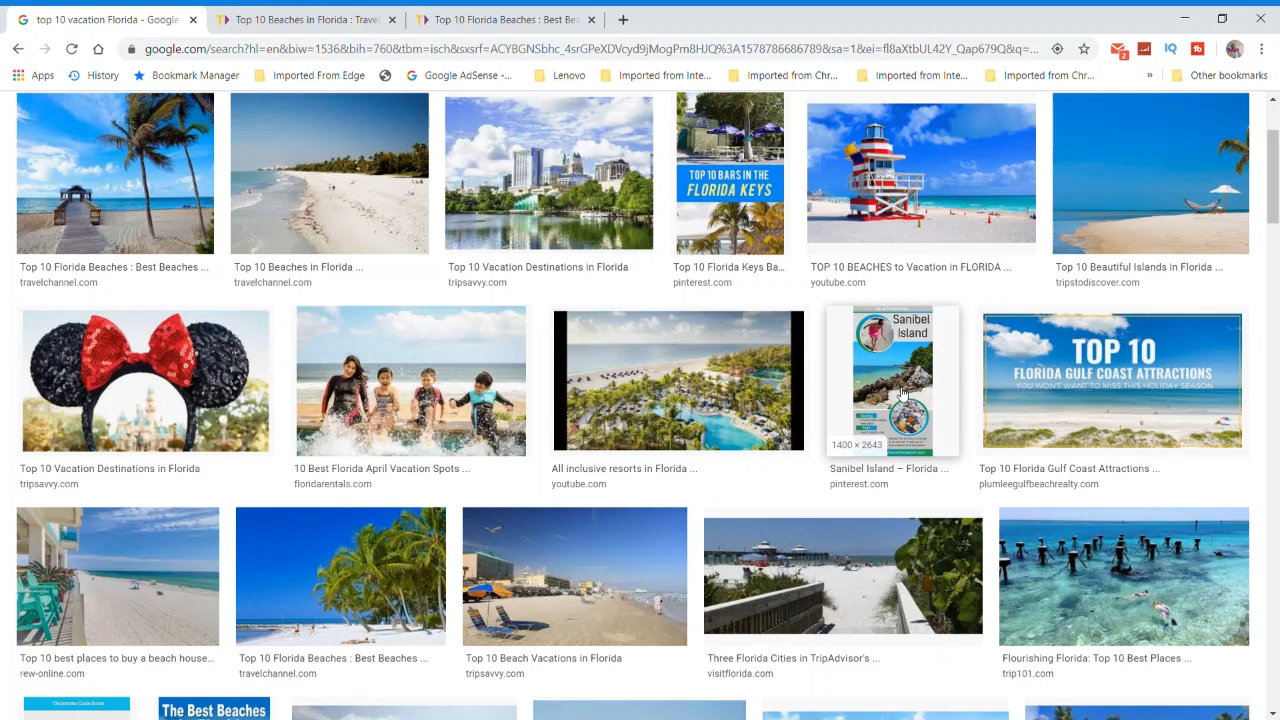 top 10 vacation Florida - Google
Top 10 Beaches in Florida : Travel
Top 10 Florida Beaches : Best Bea
google.com/search?hl=en&biw=1536&bih=760&tbm=isch&sxsrf=ACYBGNSbhc_4srGPeXDVcyd9jMogPm8HJQ%3A1578786686789&sa=1&ei=fl8aXtbUL42Y_Qap679Q&q=...
2
IQ
tb
Apps
History
Bookmark Manager
Imported From Edge
Google AdSense -...
Lenovo
Imported from Inte...
Imported from Chr...
Imported from Inte...
Imported from Chr...
»
Other bookmarks
TOP 10 BARS IN THE
FLORIDA KEYS
Top 10 Florida Beaches : Best Beaches ...
travelchannel.com
Top 10 Beaches in Florida ...
travelchannel.com
Top 10 Vacation Destinations in Florida
tripsavvy.com
Top 10 Florida Keys Ba...
pinterest.com
TOP 10 BEACHES to Vacation in FLORIDA ...
youtube.com
Top 10 Beautiful Islands in Florida ...
tripstodiscover.com
Sanibel
Island
1400 × 2643
TOP 10
FLORIDA GULF COAST ATTRACTIONS
YOU WON'T WANT TO MISS THIS HOLIDAY SEASON
Top 10 Vacation Destinations in Florida
tripsavvy.com
10 Best Florida April Vacation Spots ...
floridarentals.com
All inclusive resorts in Florida ...
youtube.com
Sanibel Island – Florida ...
pinterest.com
Top 10 Florida Gulf Coast Attractions ...
plumleegulfbeachrealty.com
Top 10 best places to buy a beach house...
rew-online.com
Top 10 Florida Beaches : Best Beaches ...
travelchannel.com
Top 10 Beach Vacations in Florida
tripsavvy.com
Three Florida Cities in TripAdvisor's ...
visitflorida.com
Flourishing Florida: Top 10 Best Places ...
trip101.com
The Best Beaches